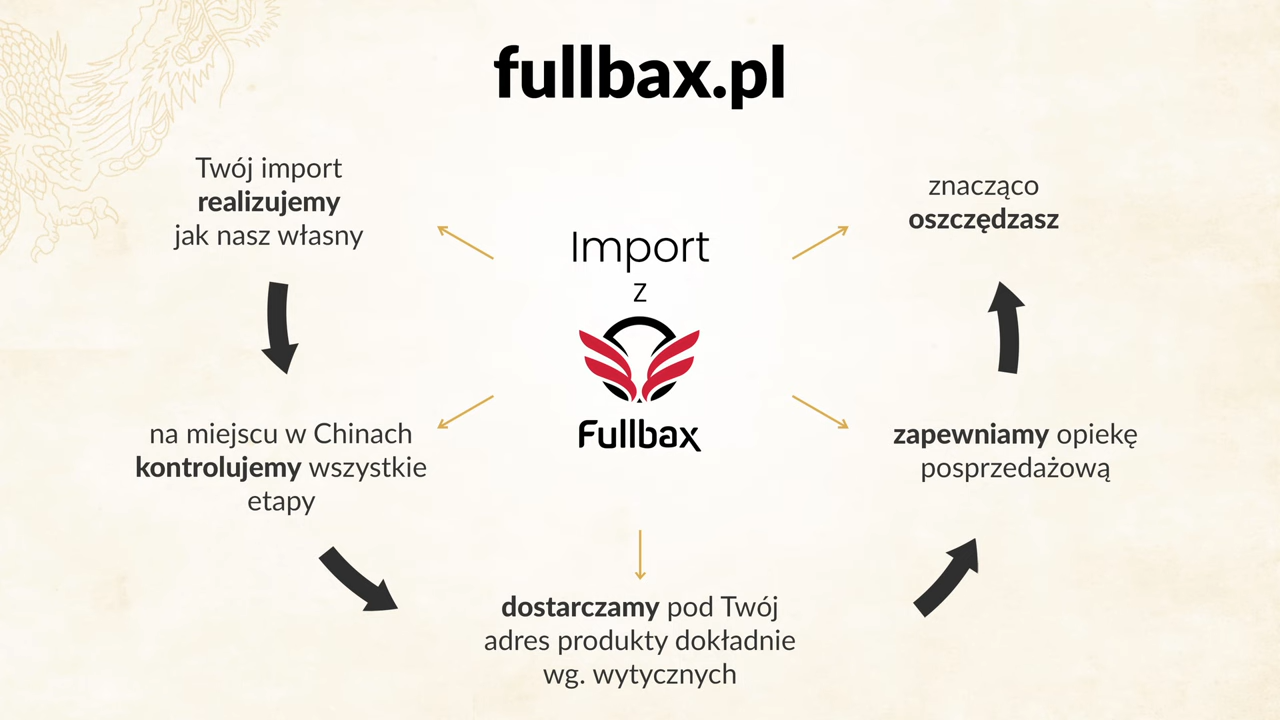 fullbax.pl
Twój import
realizujemy
jak nasz własny
znacząco
oszczędzasz
Import
z
Fullbax
na miejscu w Chinach
kontrolujemy wszystkie
etapy
zapewniamy opiekę
posprzedażową
dostarczamy pod Twój
adres produkty dokładnie
wg. wytycznych